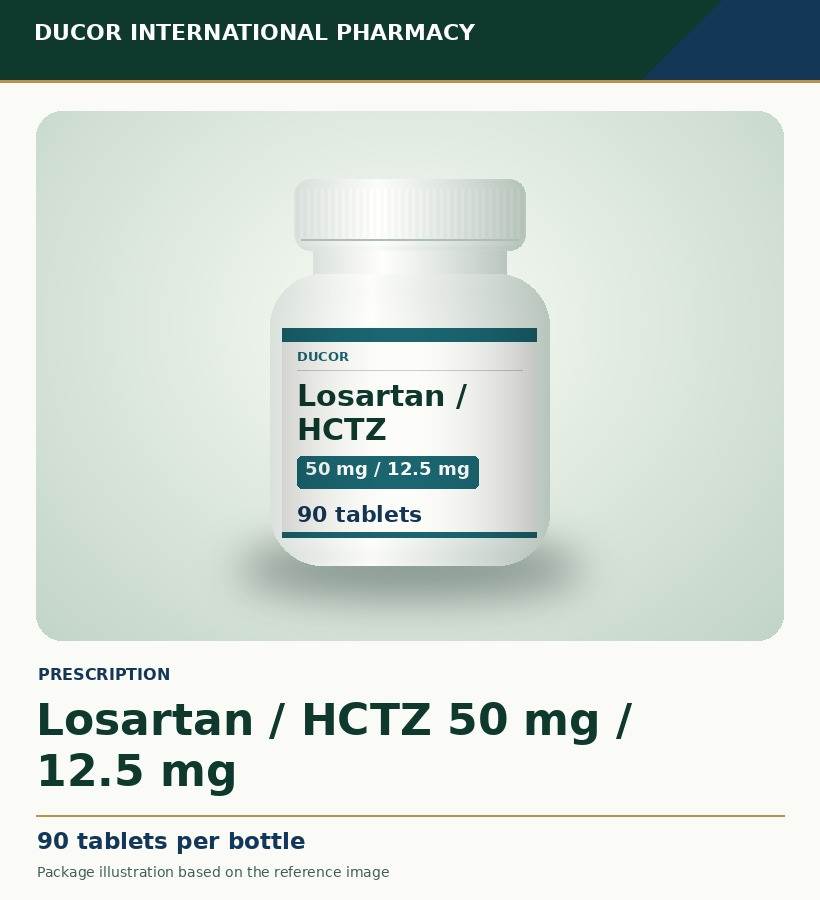 DUCOR INTERNATIONAL PHARMACY
DUCOR
Losartan /
HCTZ
50 mg / 12.5 mg
90 tablets
PRESCRIPTION
Losartan / HCTZ 50 mg /
12.5 mg
90 tablets per bottle
Package illustration based on the reference image